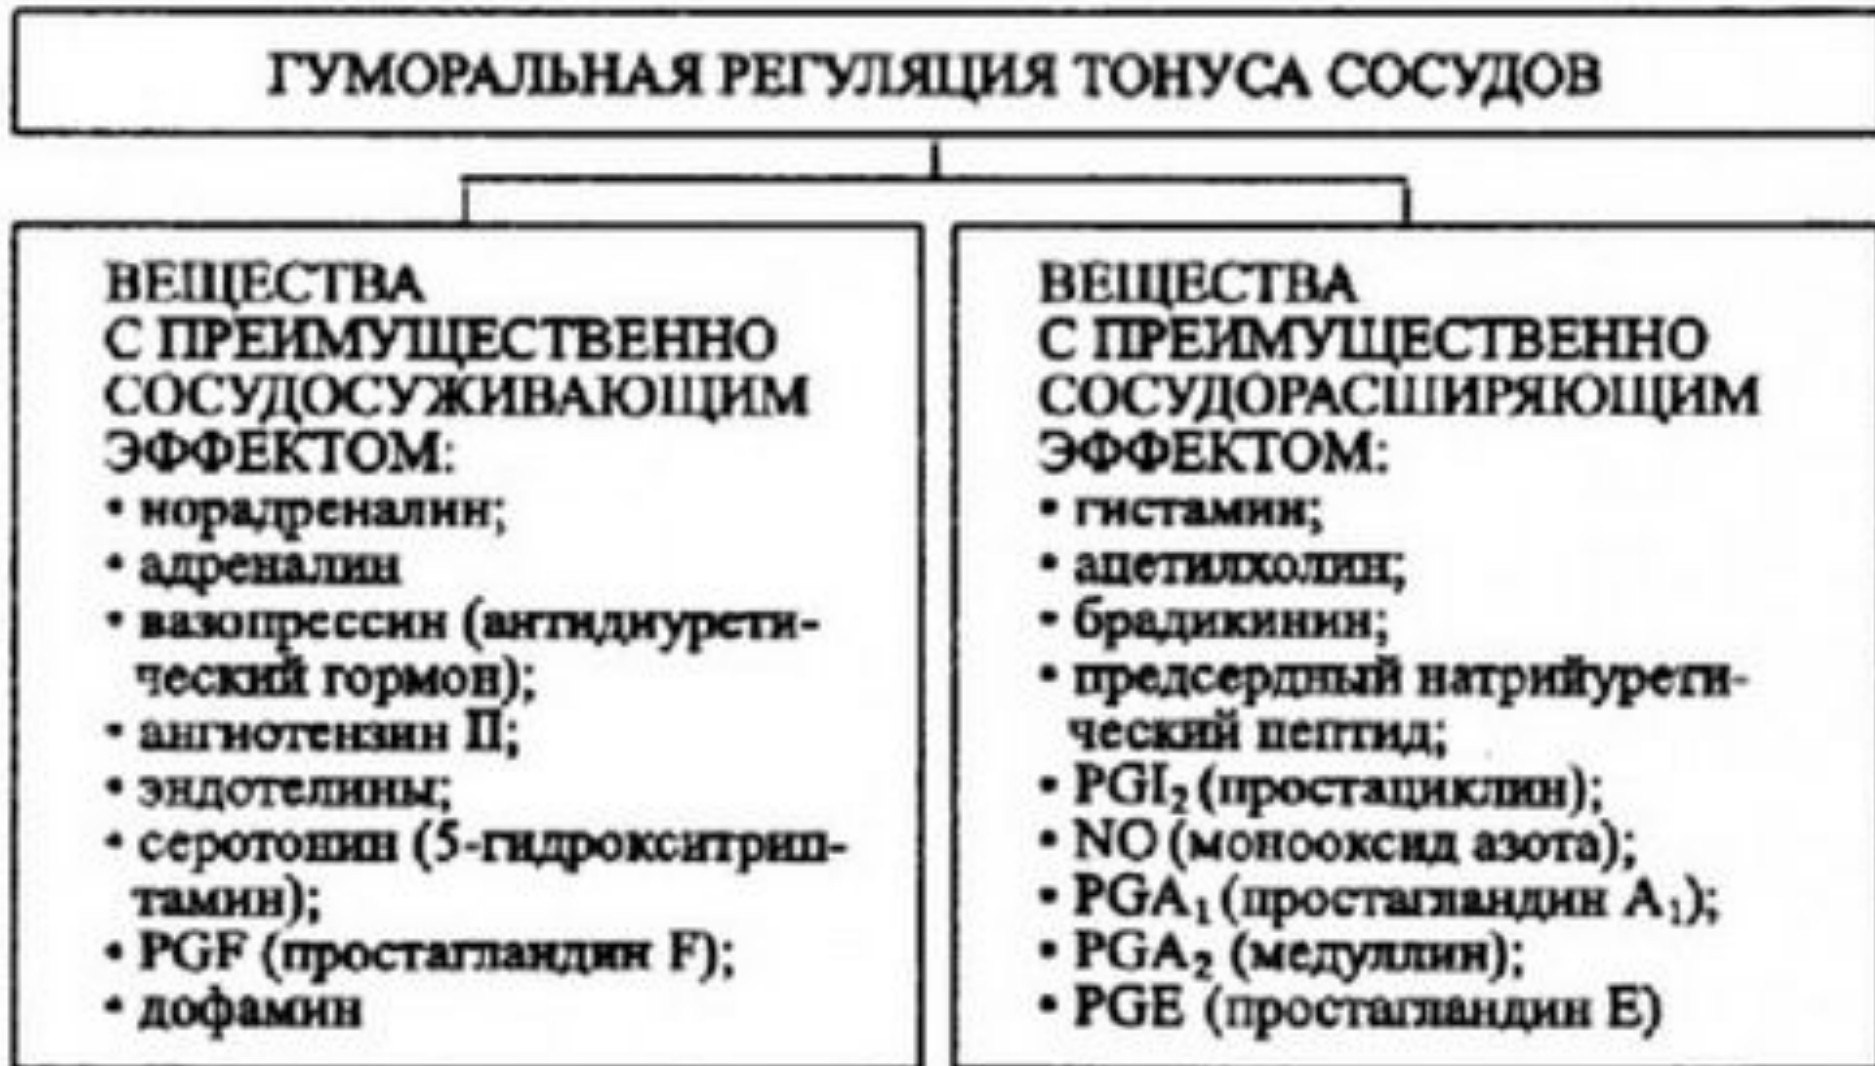 ГУМОРАЛЬНАЯ РЕГУЛЯЦИЯ ТОНУСА СОСУДОВ
ВЕЩЕСТВА
С ПРЕИМУЩЕСТВЕННО
СОСУДОСУЖИВАЮЩИМ
ЭФФЕКТОМ:
• норадреналин;
• адреналин
• вазопрессин (антидиурети-
ческий гормон);
• ангиотензин II;
• эндотелины;
• серотонин (5-гидрокситрип-
тамин);
• PGF (простагландин F);
• дофамин
ВЕЩЕСТВА
С ПРЕИМУЩЕСТВЕННО
СОСУДОРАСШИРЯЮЩИМ
ЭФФЕКТОМ:
• гистамин;
• ацетилхолин;
• брадикинин;
• предсердный натрийурети-
ческий пептид;
• PGI₂ (простациклин);
• NO (монооксид азота);
• PGA₁ (простагландин A₁);
• PGA₂ (медуллин);
• PGE (простагландин E)